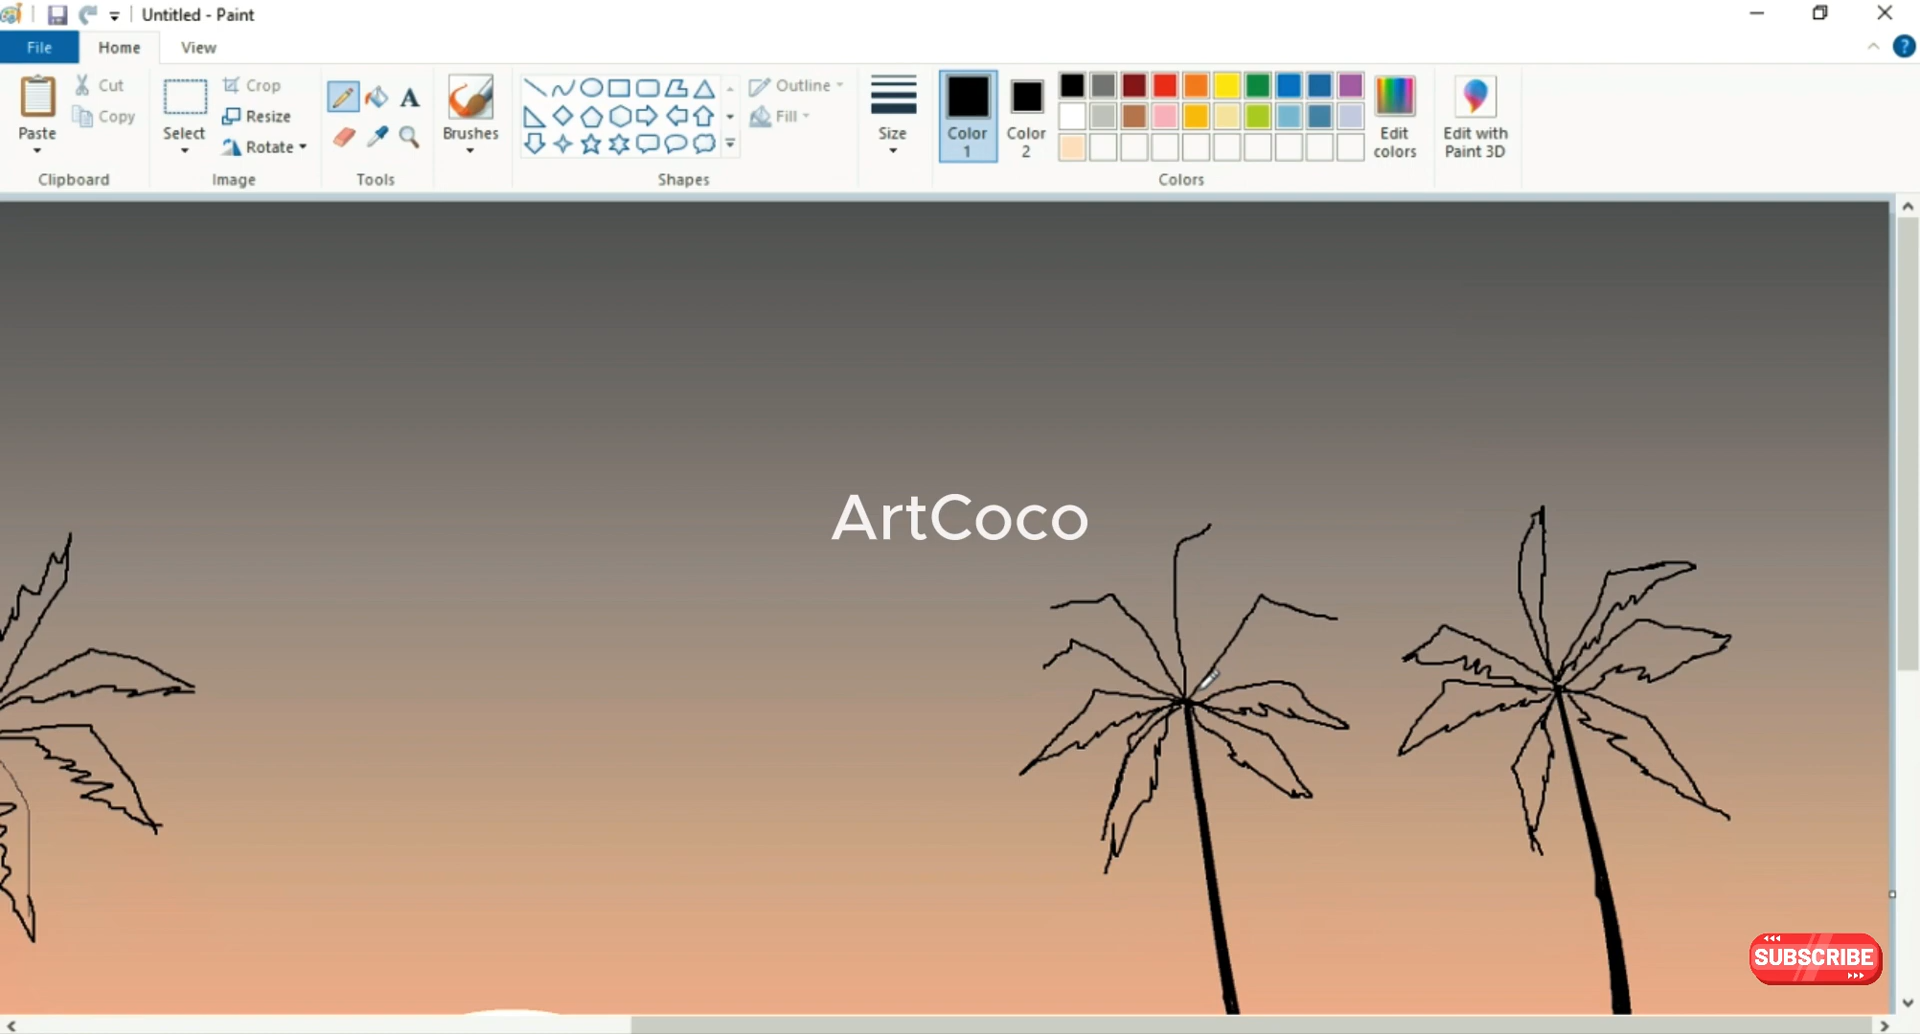 Untitled - Paint
File
Home
View
Paste
Cut
Copy
Clipboard
Select
Crop
Resize
Rotate
Image
A
Tools
Brushes
Shapes
Outline
Fill
Size
Color
1
Color
2
Edit
colors
Colors
Edit with
Paint 3D
?
ArtCoco
SUBSCRIBE